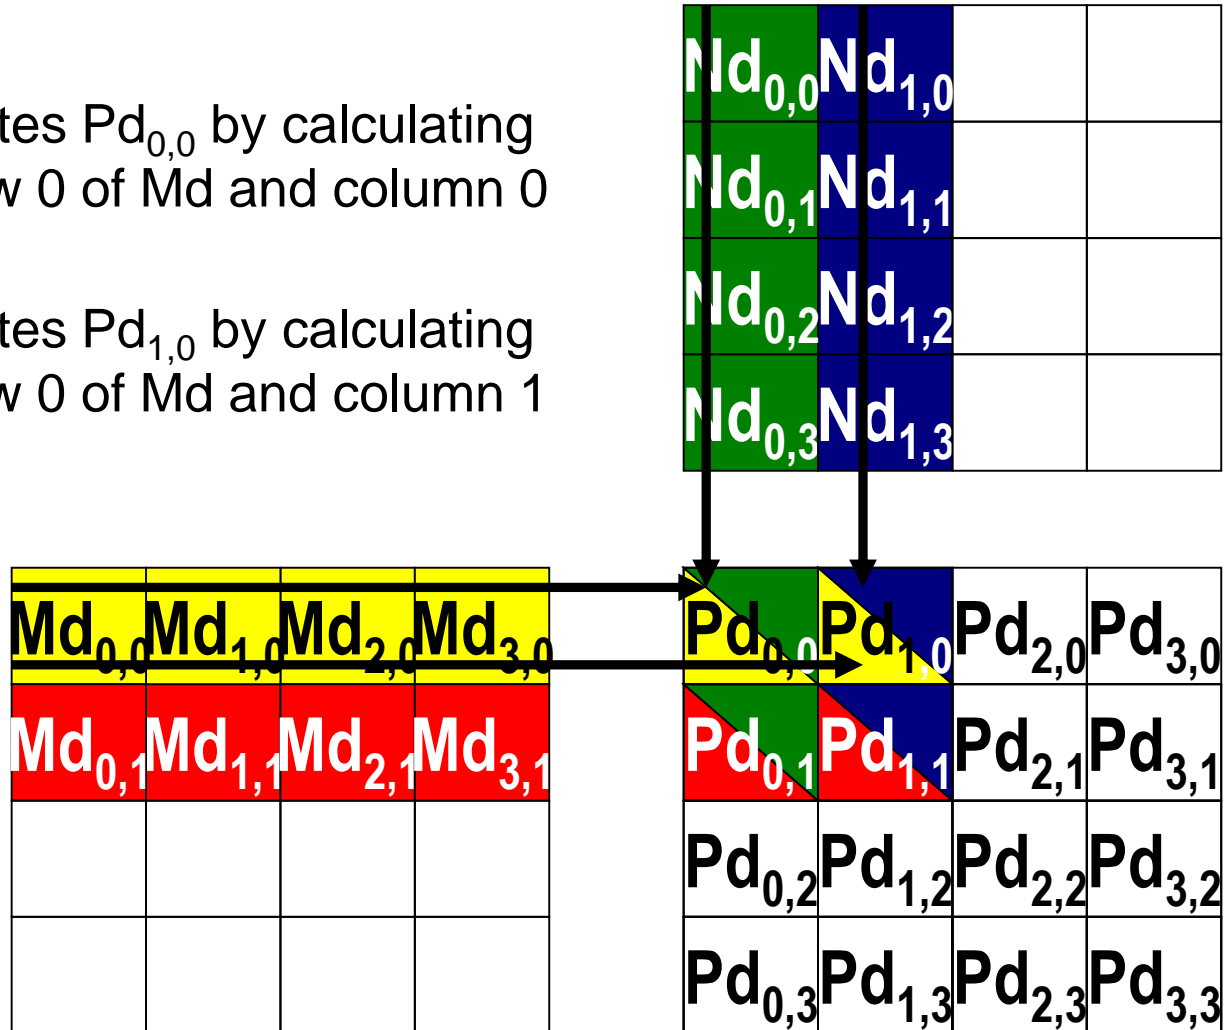 tes Pd0,0 by calculating
w 0 of Md and column 0
tes Pd1,0 by calculating
w 0 of Md and column 1
Nd0,0 Nd1,0
Nd0,1 Nd1,1
Nd0,2 Nd1,2
Nd0,3 Nd1,3
Md0,0 Md1,0 Md2,0 Md3,0 Pd0,0 Pd1,0 Pd2,0 Pd3,0
Md0,1 Md1,1 Md2,1 Md3,1 Pd0,1 Pd1,1 Pd2,1 Pd3,1
Pd0,2 Pd1,2 Pd2,2 Pd3,2
Pd0,3 Pd1,3 Pd2,3 Pd3,3